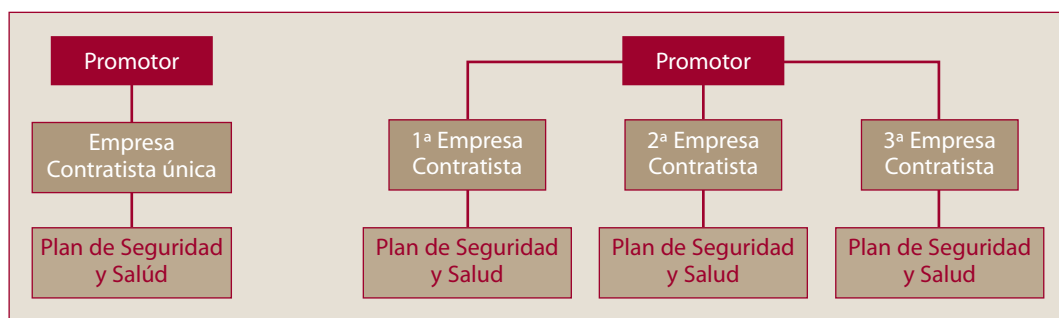 Promotor
Empresa
Contratista única
Plan de Seguridad
y Salúd
Promotor
1ª Empresa
Contratista
2ª Empresa
Contratista
3ª Empresa
Contratista
Plan de Seguridad
y Salud
Plan de Seguridad
y Salud
Plan de Seguridad
y Salud